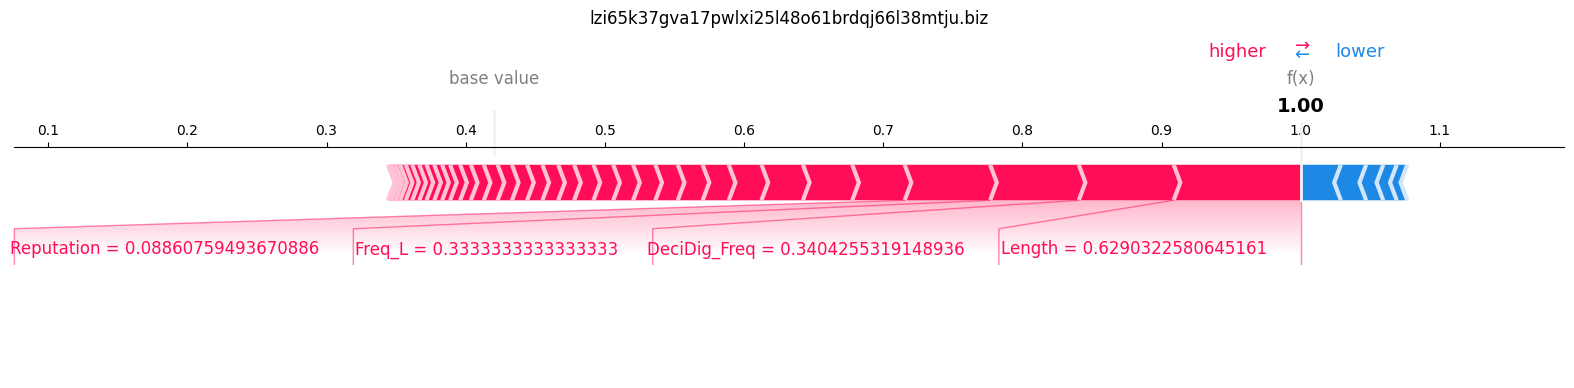 lzi65k37gva17pwlxi25l48o61brdqj66l38mtju.biz
higher ⇄ lower
base value f(x)
1.00
0.1 0.2 0.3 0.4 0.5 0.6 0.7 0.8 0.9 1.0 1.1
Reputation = 0.08860759493670886 Freq_L = 0.3333333333333333 DeciDig_Freq = 0.3404255319148936 Length = 0.6290322580645161